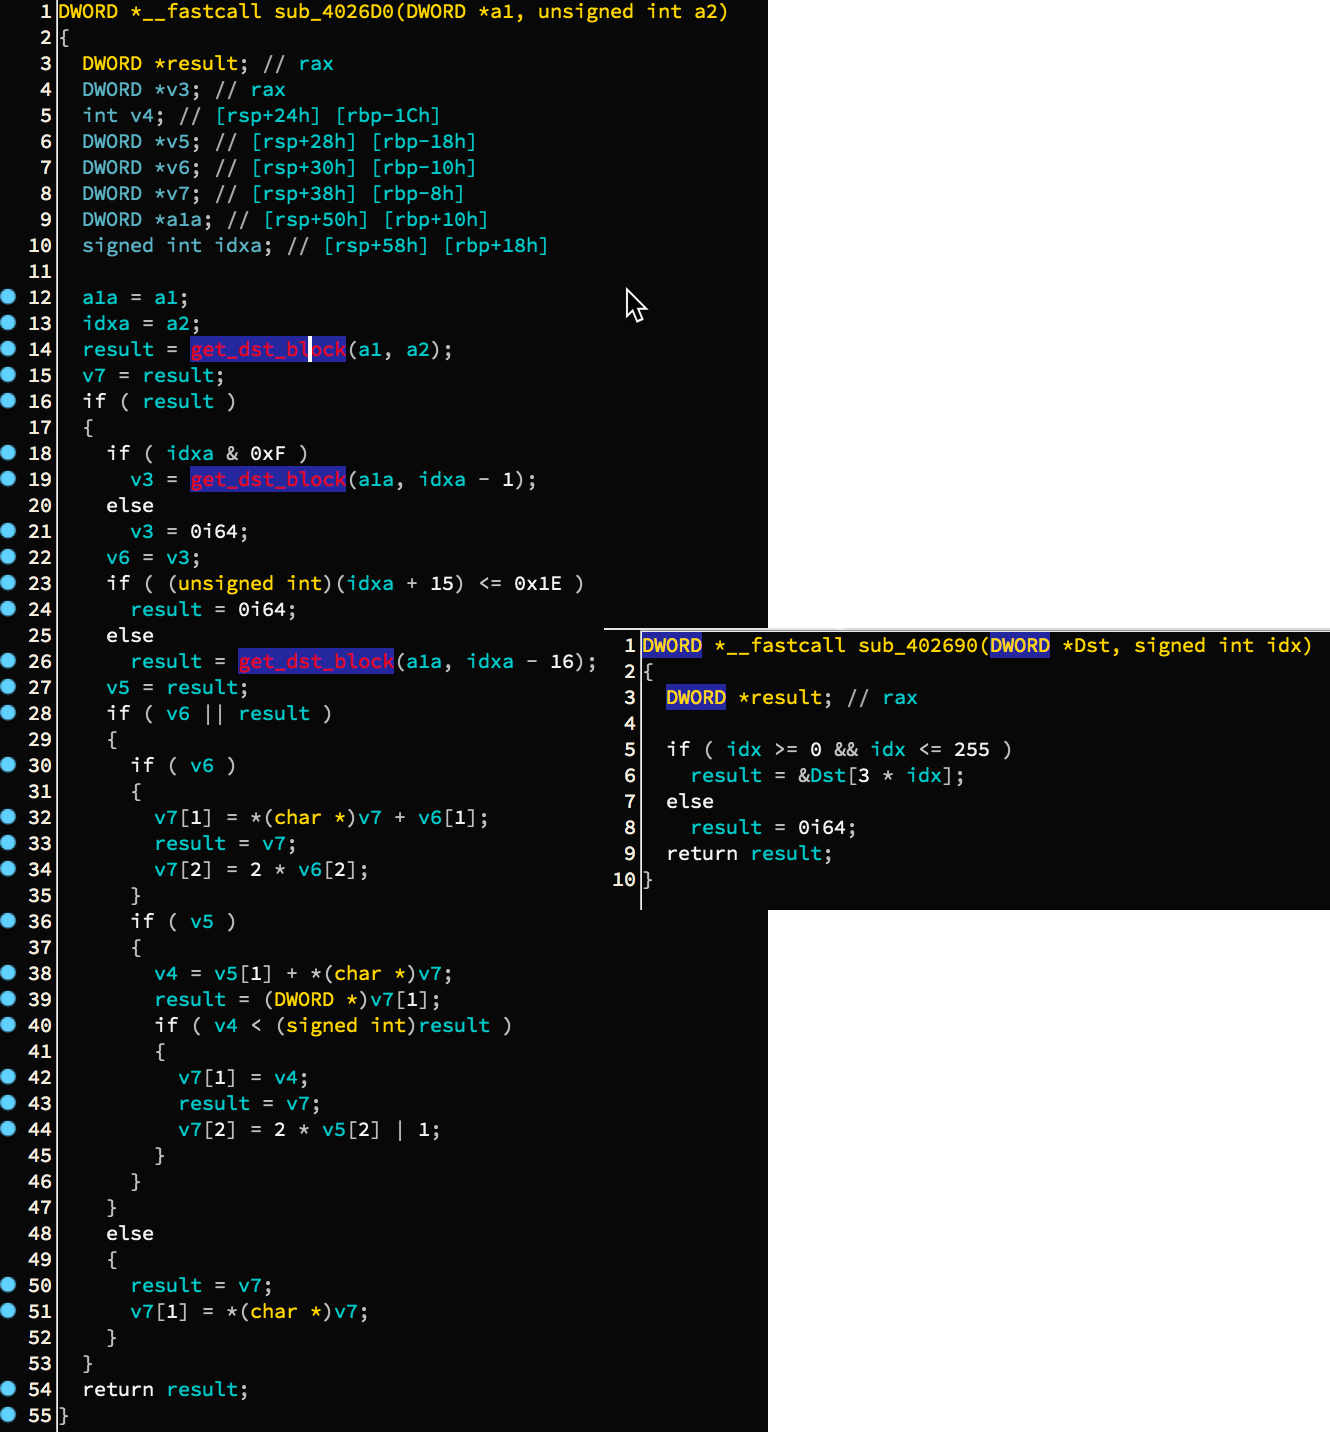 1 DWORD *__fastcall sub_4026D0(DWORD *a1, unsigned int a2)
2 {
3   DWORD *result; // rax
4   DWORD *v3; // rax
5   int v4; // [rsp+24h] [rbp-1Ch]
6   DWORD *v5; // [rsp+28h] [rbp-18h]
7   DWORD *v6; // [rsp+30h] [rbp-10h]
8   DWORD *v7; // [rsp+38h] [rbp-8h]
9   DWORD *a1a; // [rsp+50h] [rbp+10h]
10   signed int idxa; // [rsp+58h] [rbp+18h]
11
12   a1a = a1;
13   idxa = a2;
14   result = get_dst_block(a1, a2);
15   v7 = result;
16   if ( result )
17   {
18     if ( idxa & 0xF )
19       v3 = get_dst_block(a1a, idxa - 1);
20     else
21       v3 = 0i64;
22     v6 = v3;
23     if ( (unsigned int)(idxa + 15) <= 0x1E )
24       result = 0i64;
25     else
26       result = get_dst_block(a1a, idxa - 16);
27     v5 = result;
28     if ( v6 || result )
29     {
30       if ( v6 )
31       {
32         v7[1] = *(char *)v7 + v6[1];
33         result = v7;
34         v7[2] = 2 * v6[2];
35       }
36       if ( v5 )
37       {
38         v4 = v5[1] + *(char *)v7;
39         result = (DWORD *)v7[1];
40         if ( v4 < (signed int)result )
41         {
42           v7[1] = v4;
43           result = v7;
44           v7[2] = 2 * v5[2] | 1;
45         }
46       }
47     }
48     else
49     {
50       result = v7;
51       v7[1] = *(char *)v7;
52     }
53   }
54   return result;
55 }
1 DWORD *__fastcall sub_402690(DWORD *Dst, signed int idx)
2 {
3   DWORD *result; // rax
4
5   if ( idx >= 0 && idx <= 255 )
6     result = &Dst[3 * idx];
7   else
8     result = 0i64;
9   return result;
10 }